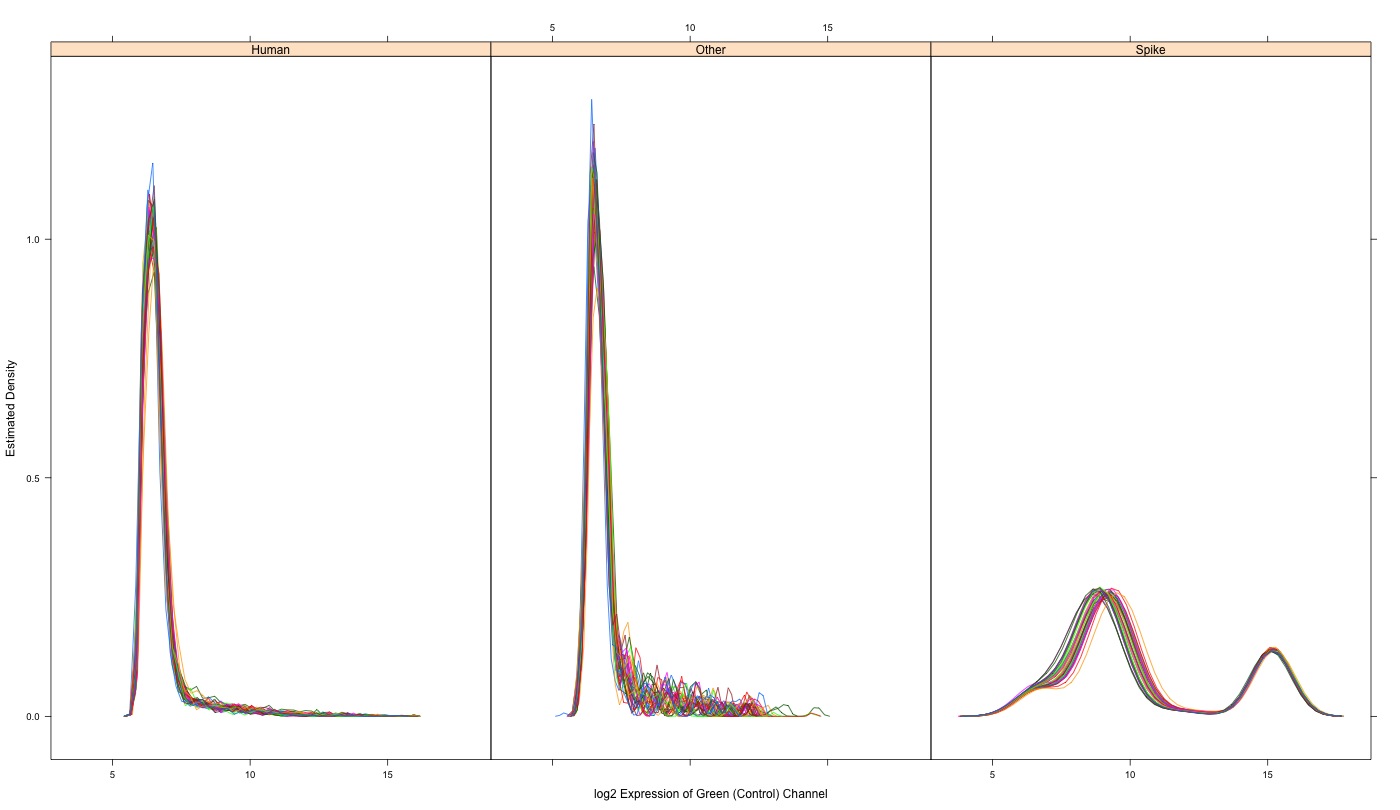 5 10 15
Human Other Spike
1.0
0.5
0.0
Estimated Density
5 10 15 5 10 15
log2 Expression of Green (Control) Channel